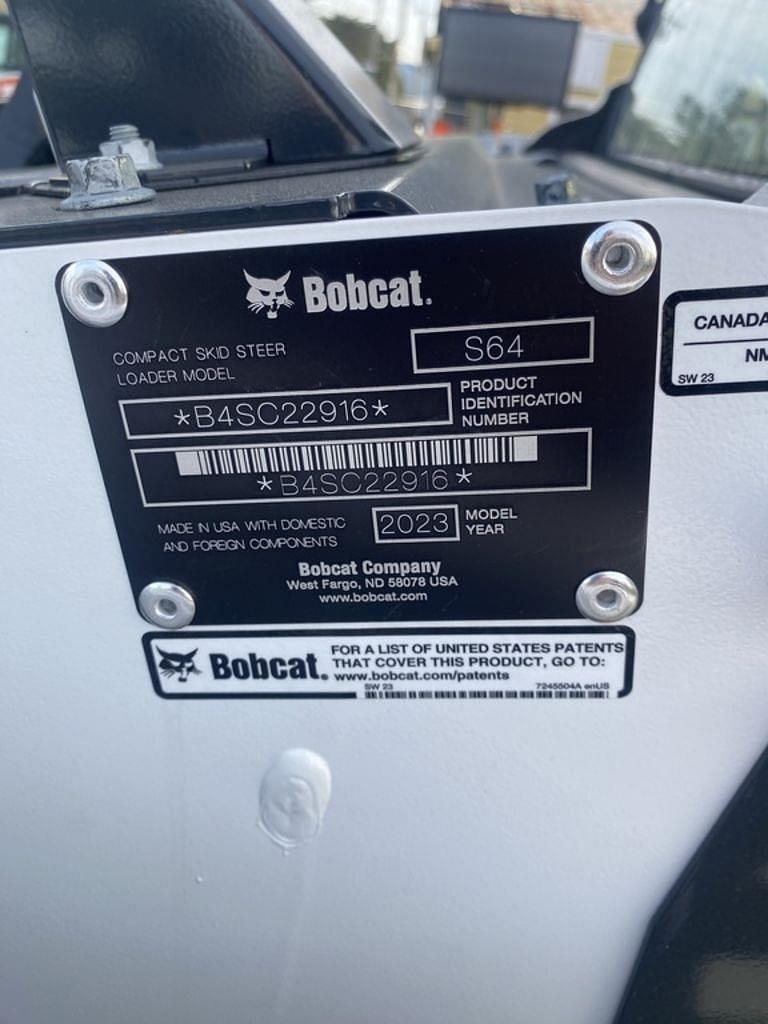 Bobcat.
COMPACT SKID STEER
LOADER MODEL
S64
*B4SC22916*
PRODUCT
IDENTIFICATION
NUMBER
*B4SC22916*
MADE IN USA WITH DOMESTIC
AND FOREIGN COMPONENTS
2023
MODEL
YEAR
Bobcat Company
West Fargo, ND 58078 USA
www.bobcat.com
Bobcat.
FOR A LIST OF UNITED STATES PATENTS
THAT COVER THIS PRODUCT, GO TO:
www.bobcat.com/patents
SW 23
7245504A enUS
CANADA
NM
SW 23